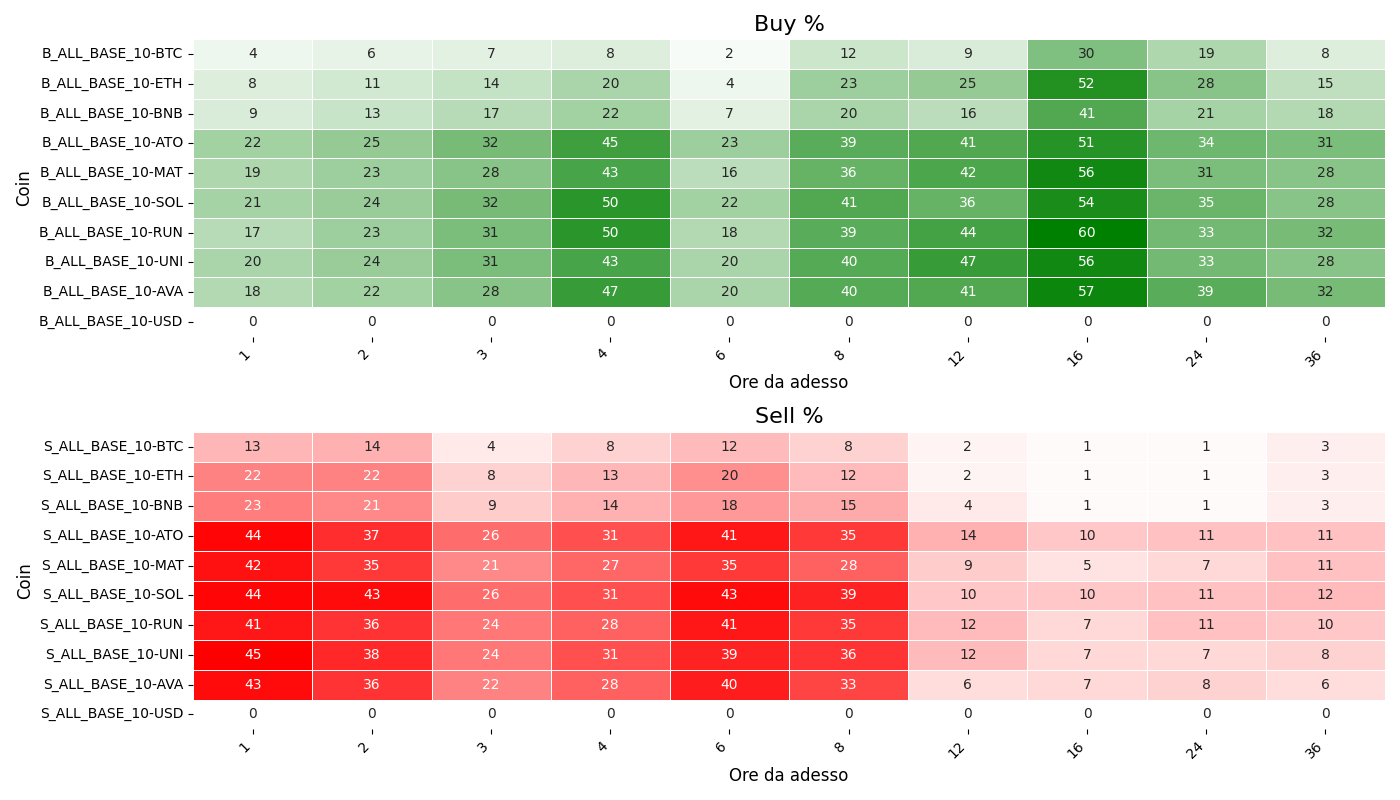 Buy %
Coin
B_ALL_BASE_10-BTC 4 6 7 8 2 12 9 30 19 8
B_ALL_BASE_10-ETH 8 11 14 20 4 23 25 52 28 15
B_ALL_BASE_10-BNB 9 13 17 22 7 20 16 41 21 18
B_ALL_BASE_10-ATO 22 25 32 45 23 39 41 51 34 31
B_ALL_BASE_10-MAT 19 23 28 43 16 36 42 56 31 28
B_ALL_BASE_10-SOL 21 24 32 50 22 41 36 54 35 28
B_ALL_BASE_10-RUN 17 23 31 50 18 39 44 60 33 32
B_ALL_BASE_10-UNI 20 24 31 43 20 40 47 56 33 28
B_ALL_BASE_10-AVA 18 22 28 47 20 40 41 57 39 32
B_ALL_BASE_10-USD 0 0 0 0 0 0 0 0 0 0
1 2 3 4 6 8 12 16 24 36
Ore da adesso
Sell %
Coin
S_ALL_BASE_10-BTC 13 14 4 8 12 8 2 1 1 3
S_ALL_BASE_10-ETH 22 22 8 13 20 12 2 1 1 3
S_ALL_BASE_10-BNB 23 21 9 14 18 15 4 1 1 3
S_ALL_BASE_10-ATO 44 37 26 31 41 35 14 10 11 11
S_ALL_BASE_10-MAT 42 35 21 27 35 28 9 5 7 11
S_ALL_BASE_10-SOL 44 43 26 31 43 39 10 10 11 12
S_ALL_BASE_10-RUN 41 36 24 28 41 35 12 7 11 10
S_ALL_BASE_10-UNI 45 38 24 31 39 36 12 7 7 8
S_ALL_BASE_10-AVA 43 36 22 28 40 33 6 7 8 6
S_ALL_BASE_10-USD 0 0 0 0 0 0 0 0 0 0
1 2 3 4 6 8 12 16 24 36
Ore da adesso